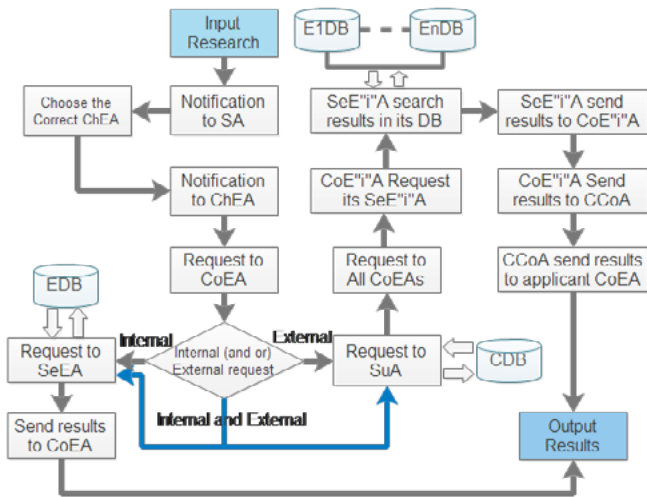 Input
Research
E1DB
EnDB
Choose the
Correct ChEA
Notification
to SA
SeE"i"A search
results in its DB
SeE"i"A send
results to CoE"i"A
Notification
to ChEA
CoE"i"A Request
its SeE"i"A
CoE"i"A Send
results to CCoA
Request to
CoEA
Request to
All CoEAs
CCoA send results
to applicant CoEA
EDB
Internal
External
Request to
SeEA
Internal (and or)
External request
Request to
SuA
CDB
Internal and External
Send results
to CoEA
Output
Results